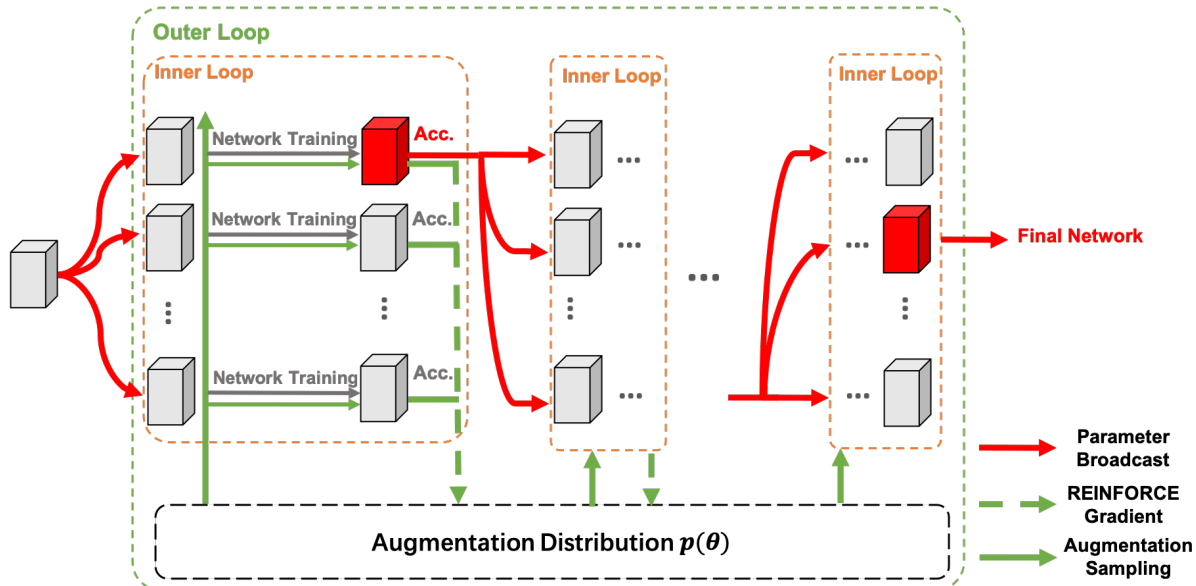 Outer Loop
Inner Loop
Inner Loop
Inner Loop
Network Training
Acc.
...
...
Network Training
Acc.
...
...
Final Network
...
...
...
...
...
Network Training
Acc.
...
...
Parameter
Broadcast
REINFORCE
Gradient
Augmentation Distribution p(θ)
Augmentation
Sampling